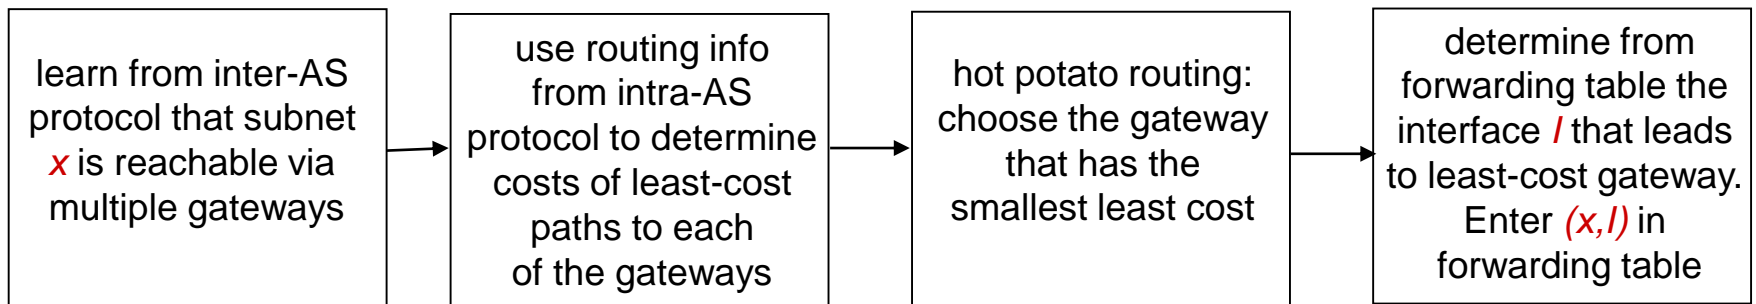 learn from inter-AS
protocol that subnet
x is reachable via
multiple gateways
use routing info
from intra-AS
protocol to determine
costs of least-cost
paths to each
of the gateways
hot potato routing:
choose the gateway
that has the
smallest least cost
determine from
forwarding table the
interface I that leads
to least-cost gateway.
Enter (x,I) in
forwarding table